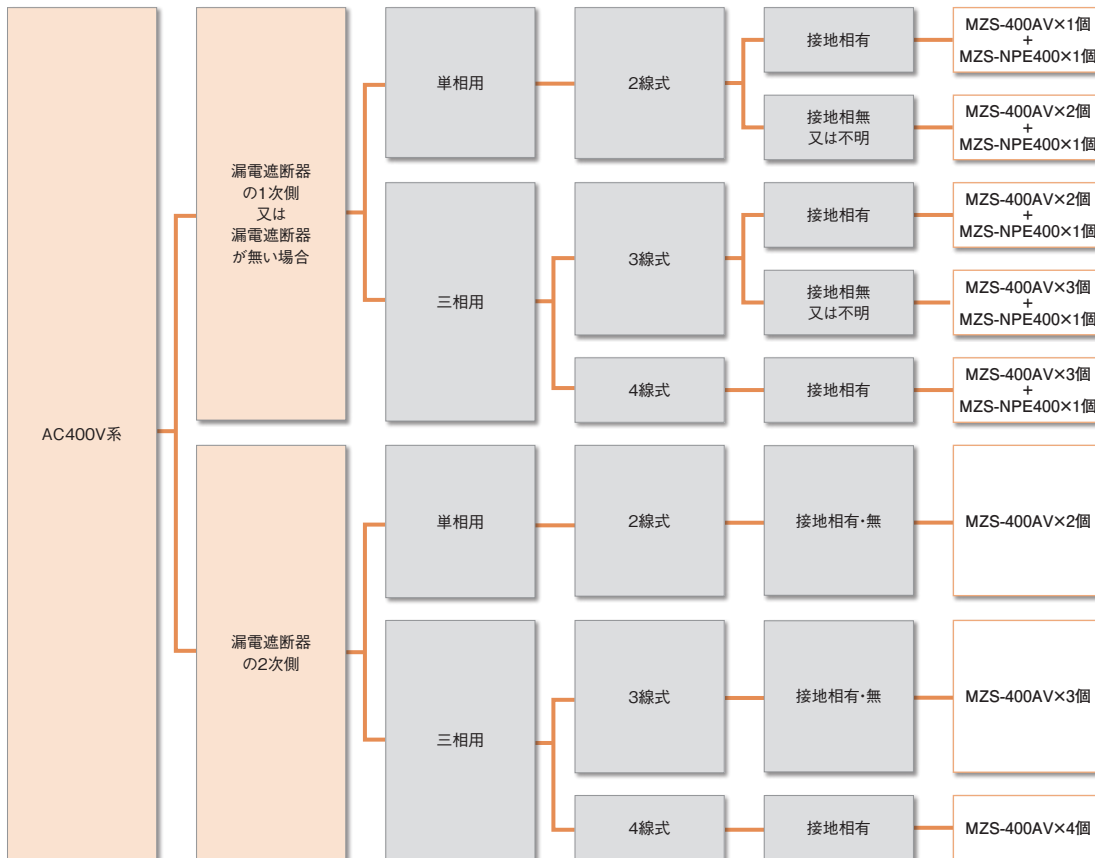 AC400V系
漏電遮断器
の1次側
又は
漏電遮断器
が無い場合
単相用
2線式
接地相有
MZS-400AV×1個
+
MZS-NPE400×1個
接地相無
又は不明
MZS-400AV×2個
+
MZS-NPE400×1個
三相用
3線式
接地相有
MZS-400AV×2個
+
MZS-NPE400×1個
接地相無
又は不明
MZS-400AV×3個
+
MZS-NPE400×1個
4線式
接地相有
MZS-400AV×3個
+
MZS-NPE400×1個
漏電遮断器
の2次側
単相用
2線式
接地相有・無
MZS-400AV×2個
三相用
3線式
接地相有・無
MZS-400AV×3個
4線式
接地相有
MZS-400AV×4個